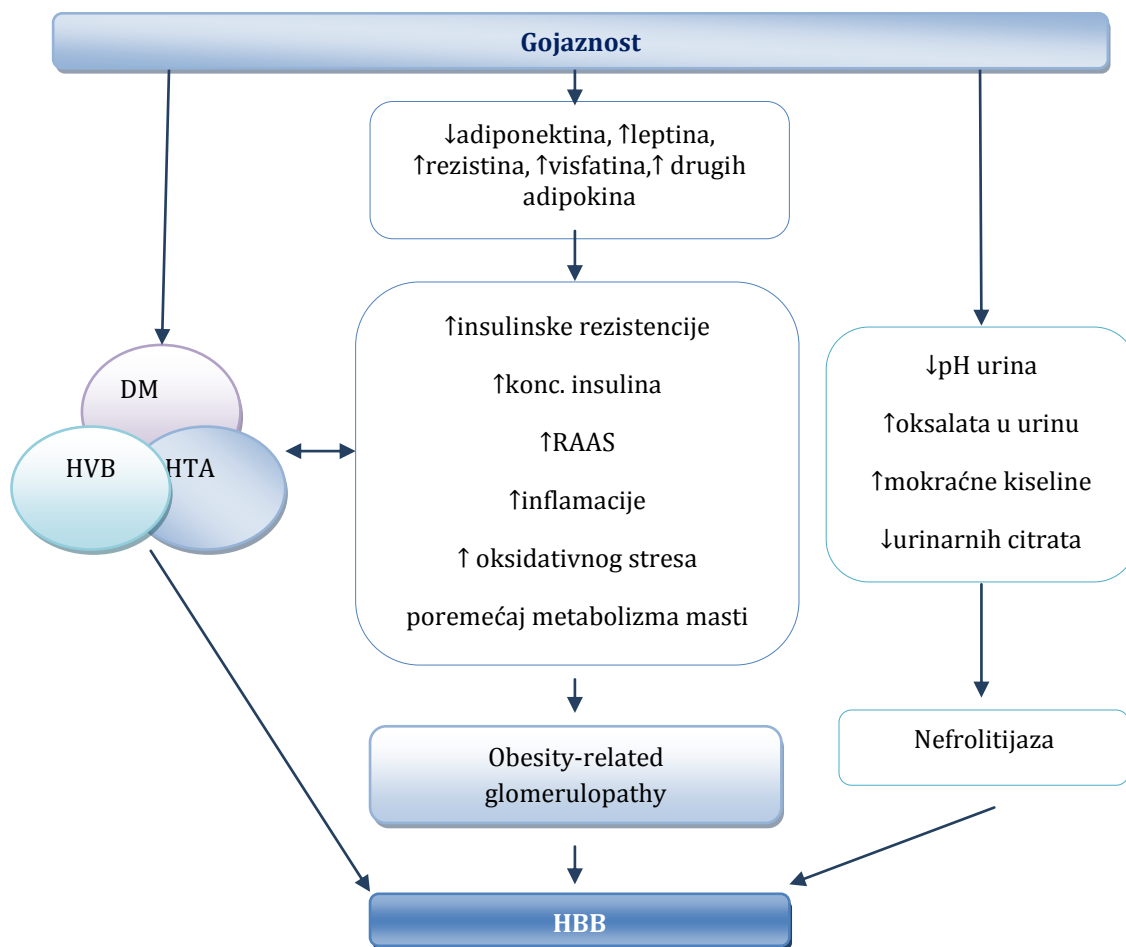 Gojaznost
↓adiponektina, ↑leptina,
↑rezistina, ↑visfatina,↑ drugih
adipokina
↑insulinske rezistencije
↑konc. insulina
↑RAAS
↑inflamacije
↑ oksidativnog stresa
poremećaj metabolizma masti
DM
HVB
HTA
↓pH urina
↑oksalata u urinu
↑mokraćne kiseline
↓urinarnih citrata
Obesity-related
glomerulopathy
Nefrolitijaza
HBB